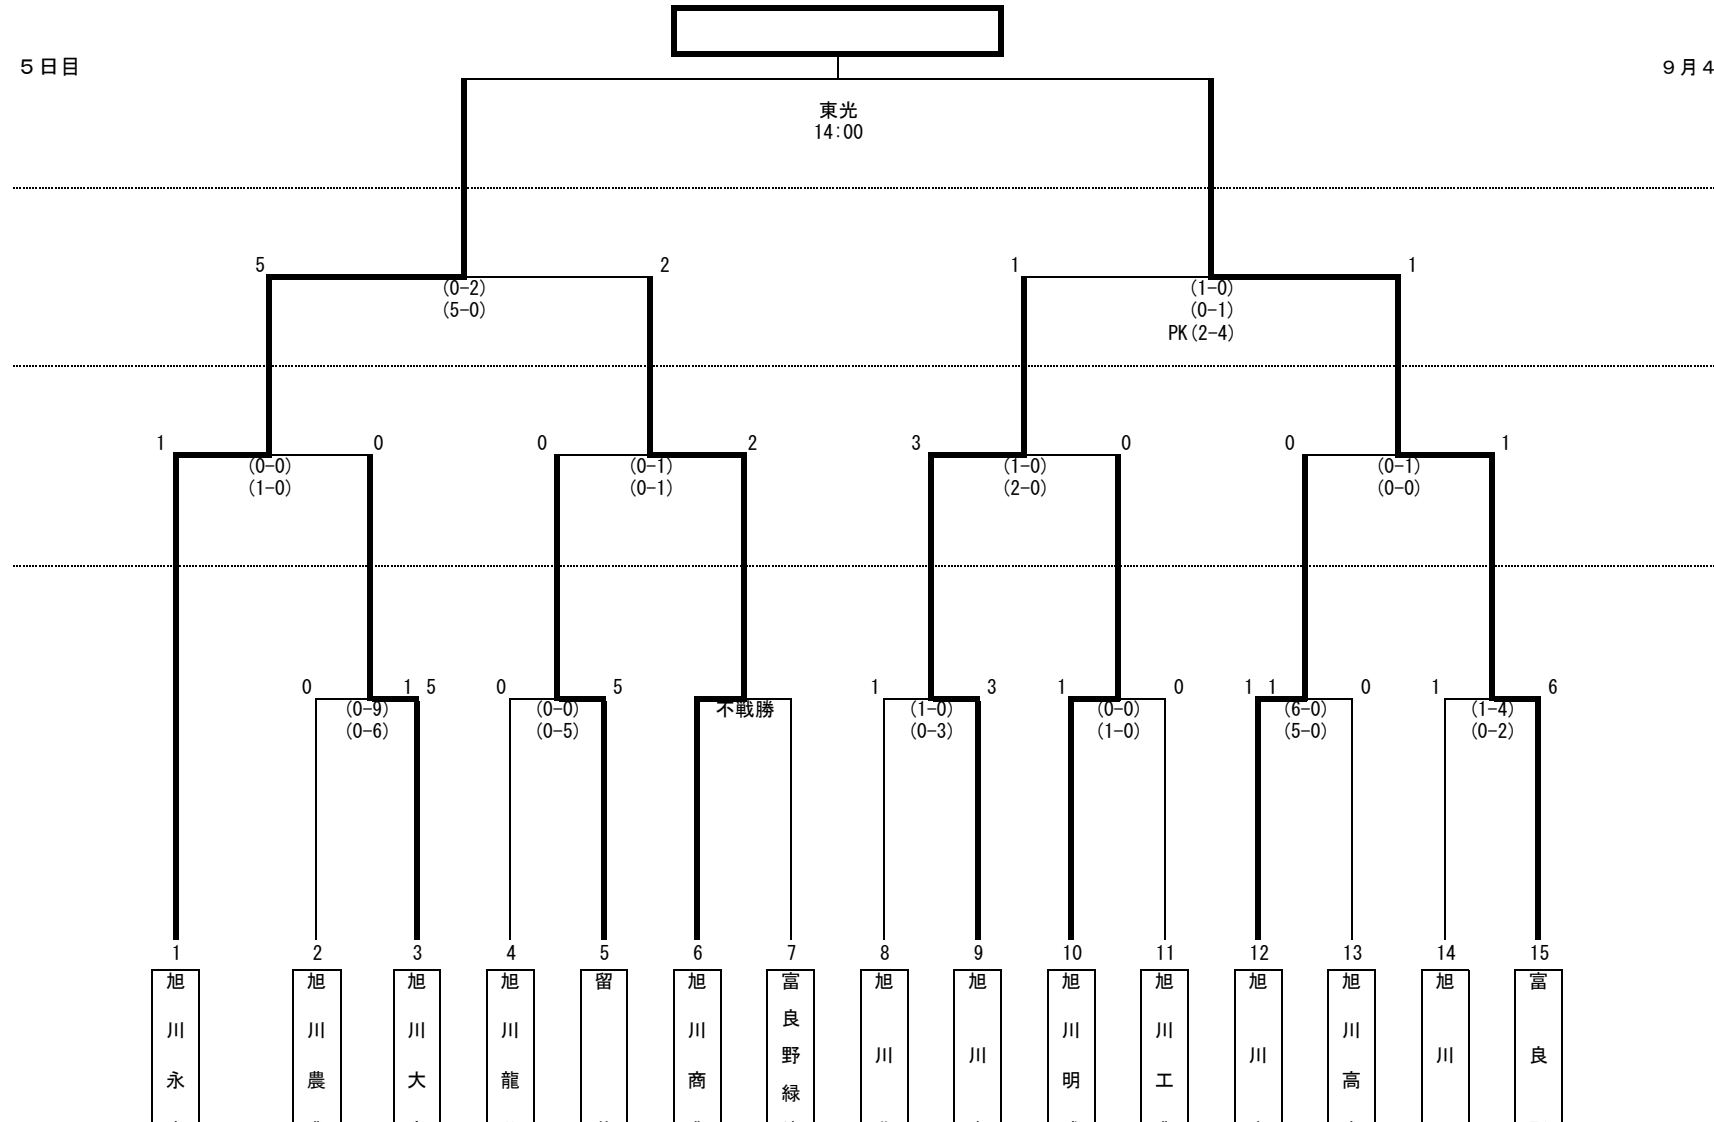 ５日目
９月４
東光
14:00
5 2 1 1
(0-2) (1-0)
(5-0) (0-1)
PK(2-4)
1 0 0 2 3 0 0 1
(0-0) (0-1) (1-0) (0-1)
(1-0) (0-1) (2-0) (0-0)
0 15 0 5 1 3 1 0 11 0 1 6
(0-9) (0-0) 不戦勝 (1-0) (0-0) (6-0) (1-4)
(0-6) (0-5) (0-3) (1-0) (5-0) (0-2)
1 2 3 4 5 6 7 8 9 10 11 12 13 14 15
旭川永
旭川農
旭川大
旭川龍
留
旭川商
富良野緑
旭川
旭川
旭川明
旭川工
旭川
旭川高
旭川
富良